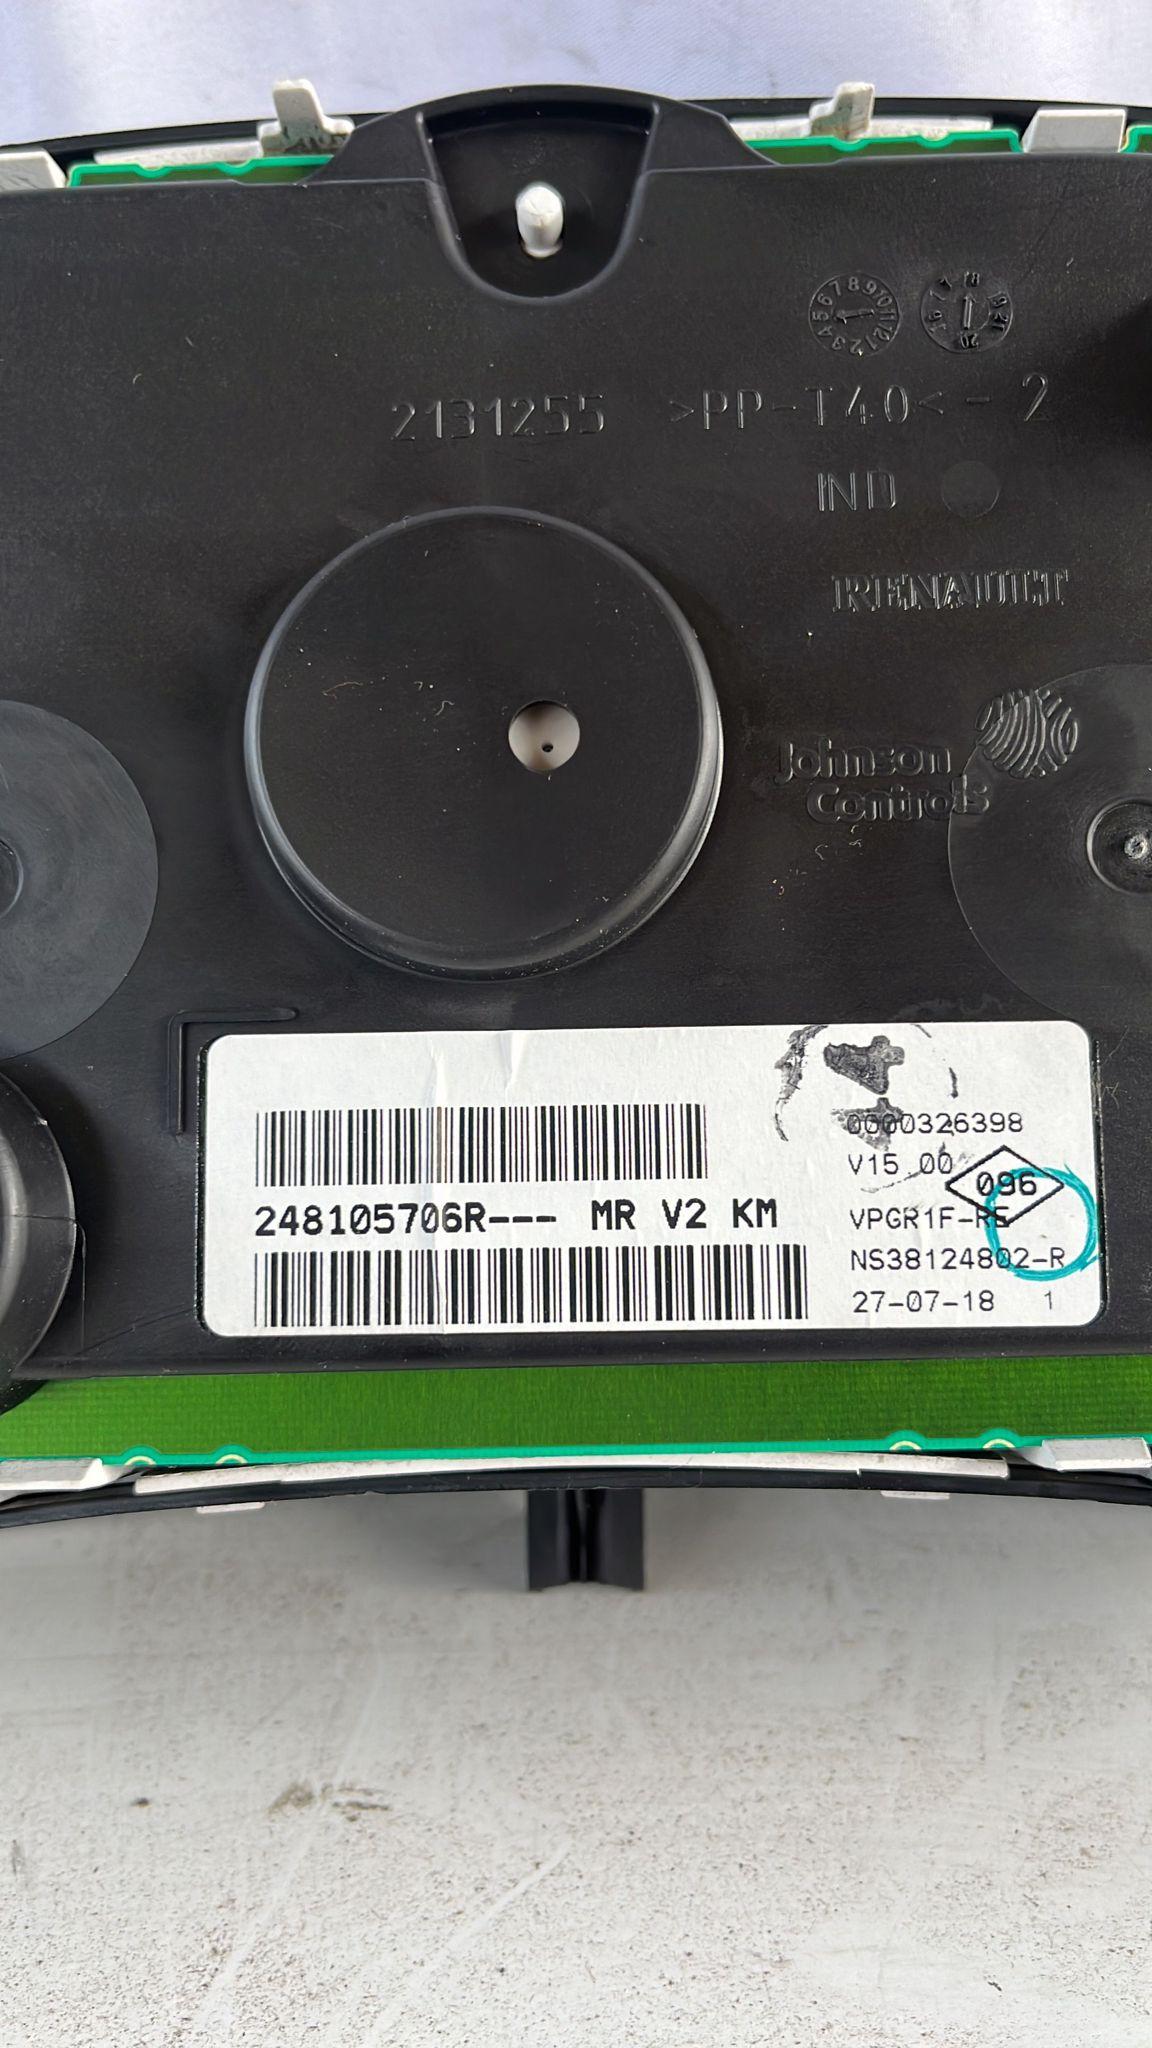 2131255 >PP-T40< - 2
IND
RENAULT
Johnson
Controls
0000326398
V15 00
096
248105706R--- MR V2 KM
VPGR1F-RE
NS38124802-R
27-07-18 1